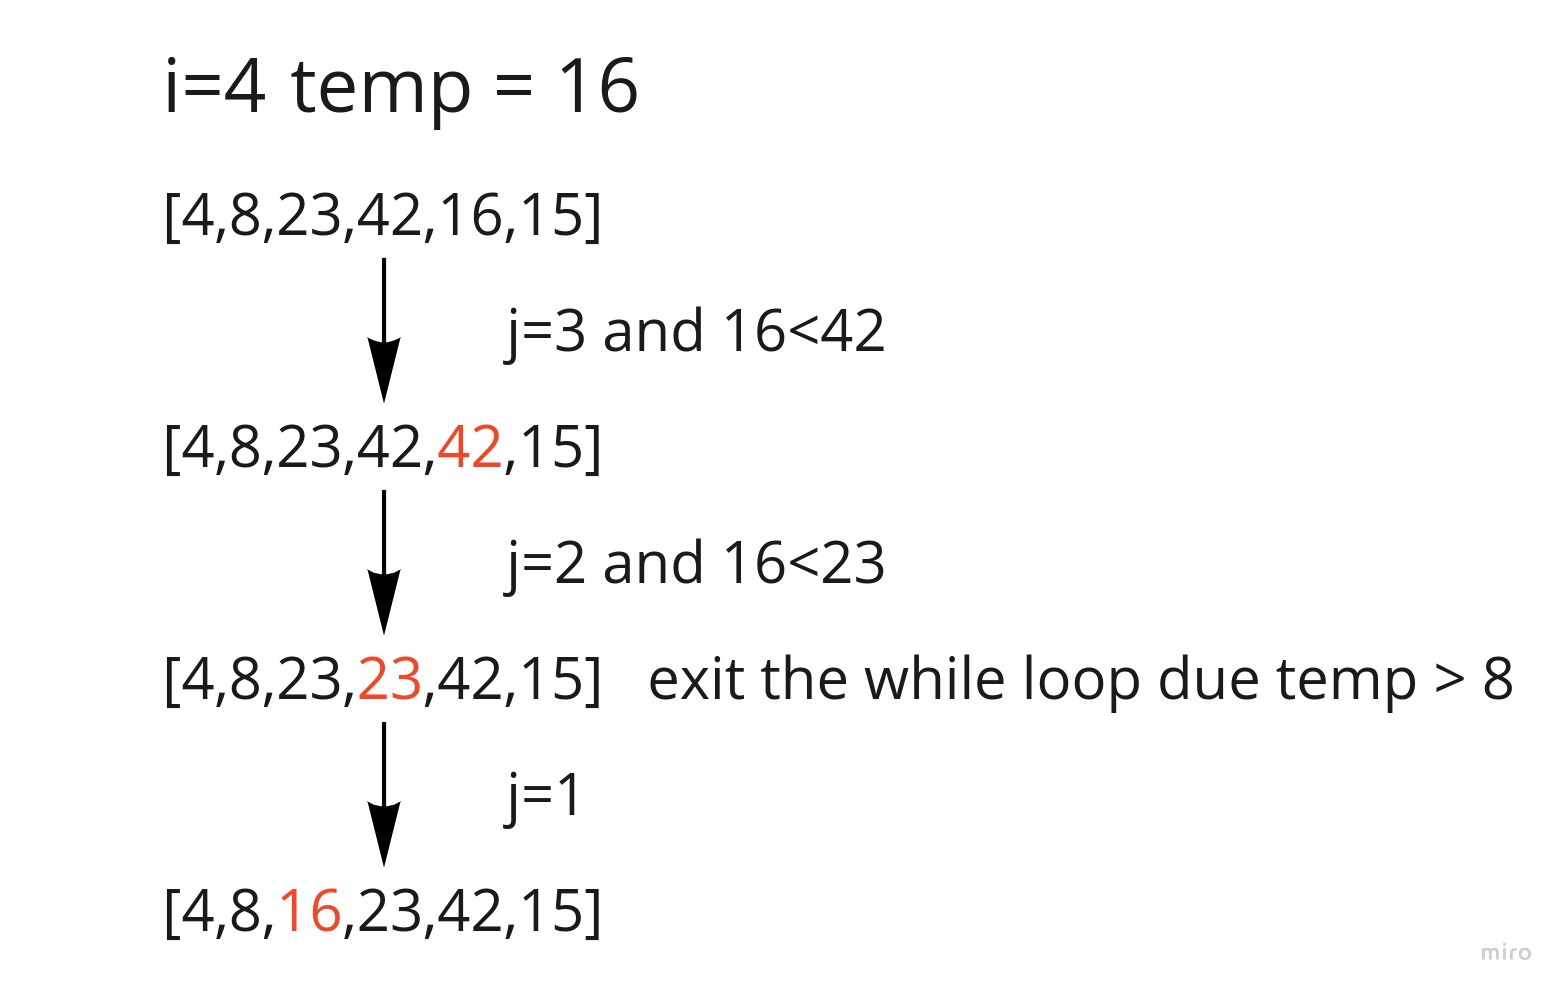 i=4 temp = 16
[4,8,23,42,16,15]
j=3 and 16<42
[4,8,23,42,42,15]
j=2 and 16<23
[4,8,23,23,42,15] exit the while loop due temp > 8
j=1
[4,8,16,23,42,15]
miro